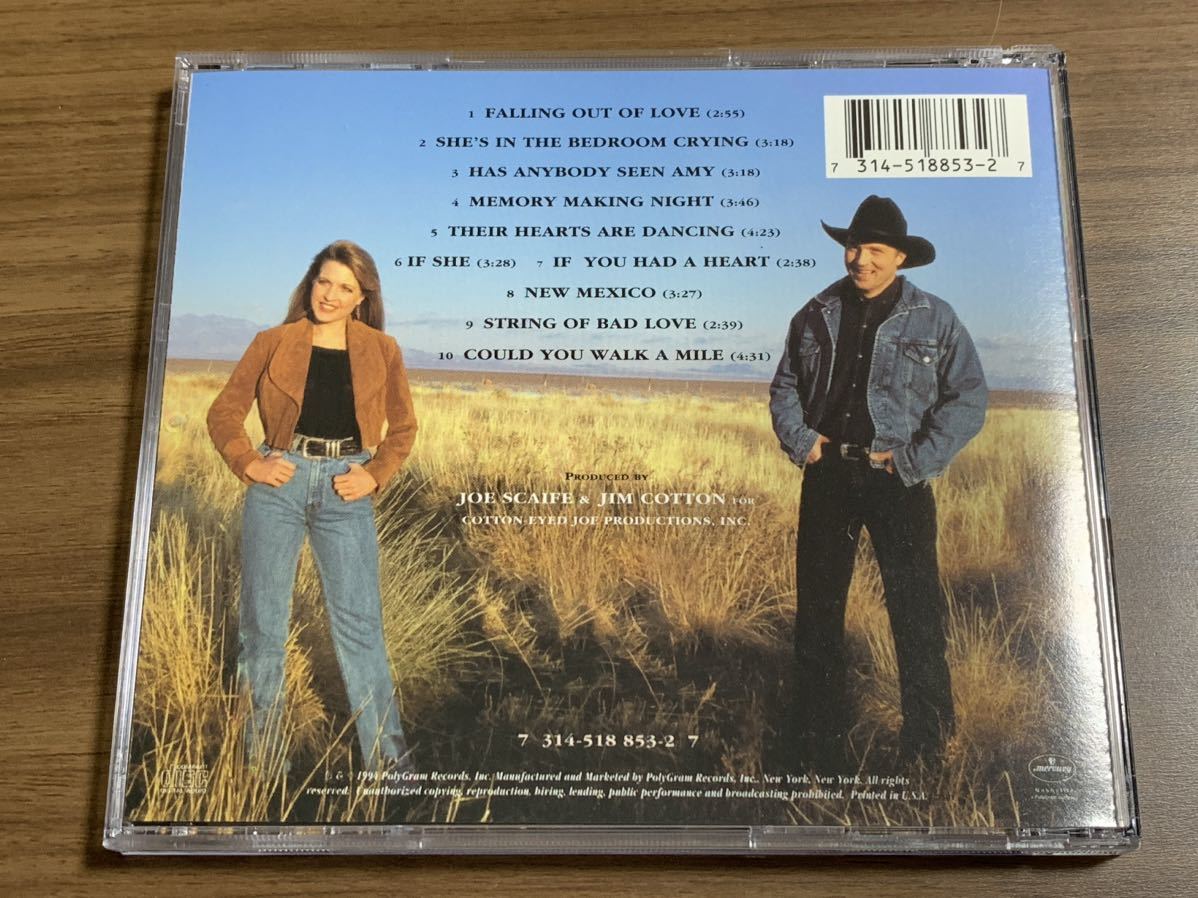 1 FALLING OUT OF LOVE (2:55)
2 SHE'S IN THE BEDROOM CRYING (3:18)
3 HAS ANYBODY SEEN AMY (3:18)
4 MEMORY MAKING NIGHT (3:46)
5 THEIR HEARTS ARE DANCING (4:23)
6 IF SHE (3:28) 7 IF YOU HAD A HEART (2:38)
8 NEW MEXICO (3:27)
9 STRING OF BAD LOVE (2:39)
10 COULD YOU WALK A MILE (4:31)
7 314-518853-2 7
PRODUCED BY
JOE SCAIFE & JIM COTTON FOR
COTTON-EYED JOE PRODUCTIONS, INC.
7 314-518 853-2 7
COMPACT
disc
DIGITAL AUDIO
℗ & © 1994 PolyGram Records, Inc. Manufactured and Marketed by PolyGram Records, Inc., New York, New York. All rights
reserved. Unauthorized copying, reproduction, hiring, lending, public performance and broadcasting prohibited. Printed in U.S.A.
mercury
NASHVILLE